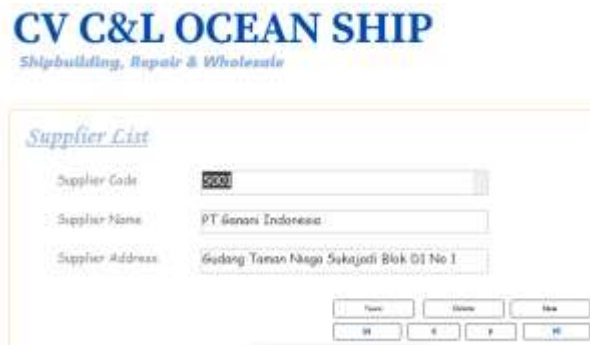 CV C&L OCEAN SHIP
Shipbuilding, Repair & Wholesale
Supplier List
Supplier Code S001
Supplier Name PT Ganani Indonesia
Supplier Address Gudang Taman Niaga Sukajadi Blok D1 No 1
Delete New